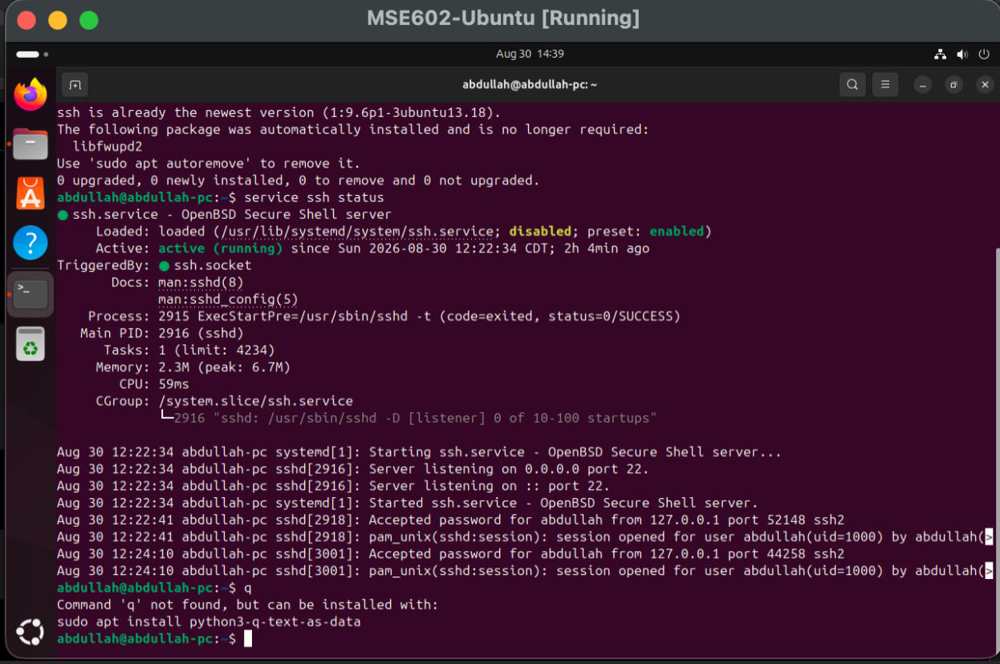 MSE602-Ubuntu [Running]
Aug 30 14:39
abdullah@abdullah-pc: ~
ssh is already the newest version (1:9.6p1-3ubuntu13.18).
The following package was automatically installed and is no longer required:
  libfwupd2
Use 'sudo apt autoremove' to remove it.
0 upgraded, 0 newly installed, 0 to remove and 0 not upgraded.
abdullah@abdullah-pc:~$ service ssh status
● ssh.service - OpenBSD Secure Shell server
     Loaded: loaded (/usr/lib/systemd/system/ssh.service; disabled; preset: enabled)
     Active: active (running) since Sun 2026-08-30 12:22:34 CDT; 2h 4min ago
TriggeredBy: ● ssh.socket
       Docs: man:sshd(8)
             man:sshd_config(5)
    Process: 2915 ExecStartPre=/usr/sbin/sshd -t (code=exited, status=0/SUCCESS)
   Main PID: 2916 (sshd)
      Tasks: 1 (limit: 4234)
     Memory: 2.3M (peak: 6.7M)
        CPU: 59ms
     CGroup: /system.slice/ssh.service
             └─2916 "sshd: /usr/sbin/sshd -D [listener] 0 of 10-100 startups"
Aug 30 12:22:34 abdullah-pc systemd[1]: Starting ssh.service - OpenBSD Secure Shell server...
Aug 30 12:22:34 abdullah-pc sshd[2916]: Server listening on 0.0.0.0 port 22.
Aug 30 12:22:34 abdullah-pc sshd[2916]: Server listening on :: port 22.
Aug 30 12:22:34 abdullah-pc systemd[1]: Started ssh.service - OpenBSD Secure Shell server.
Aug 30 12:22:41 abdullah-pc sshd[2918]: Accepted password for abdullah from 127.0.0.1 port 52148 ssh2
Aug 30 12:22:41 abdullah-pc sshd[2918]: pam_unix(sshd:session): session opened for user abdullah(uid=1000) by abdullah(>
Aug 30 12:24:10 abdullah-pc sshd[3001]: Accepted password for abdullah from 127.0.0.1 port 44258 ssh2
Aug 30 12:24:10 abdullah-pc sshd[3001]: pam_unix(sshd:session): session opened for user abdullah(uid=1000) by abdullah(>
abdullah@abdullah-pc:~$ q
Command 'q' not found, but can be installed with:
sudo apt install python3-q-text-as-data
abdullah@abdullah-pc:~$